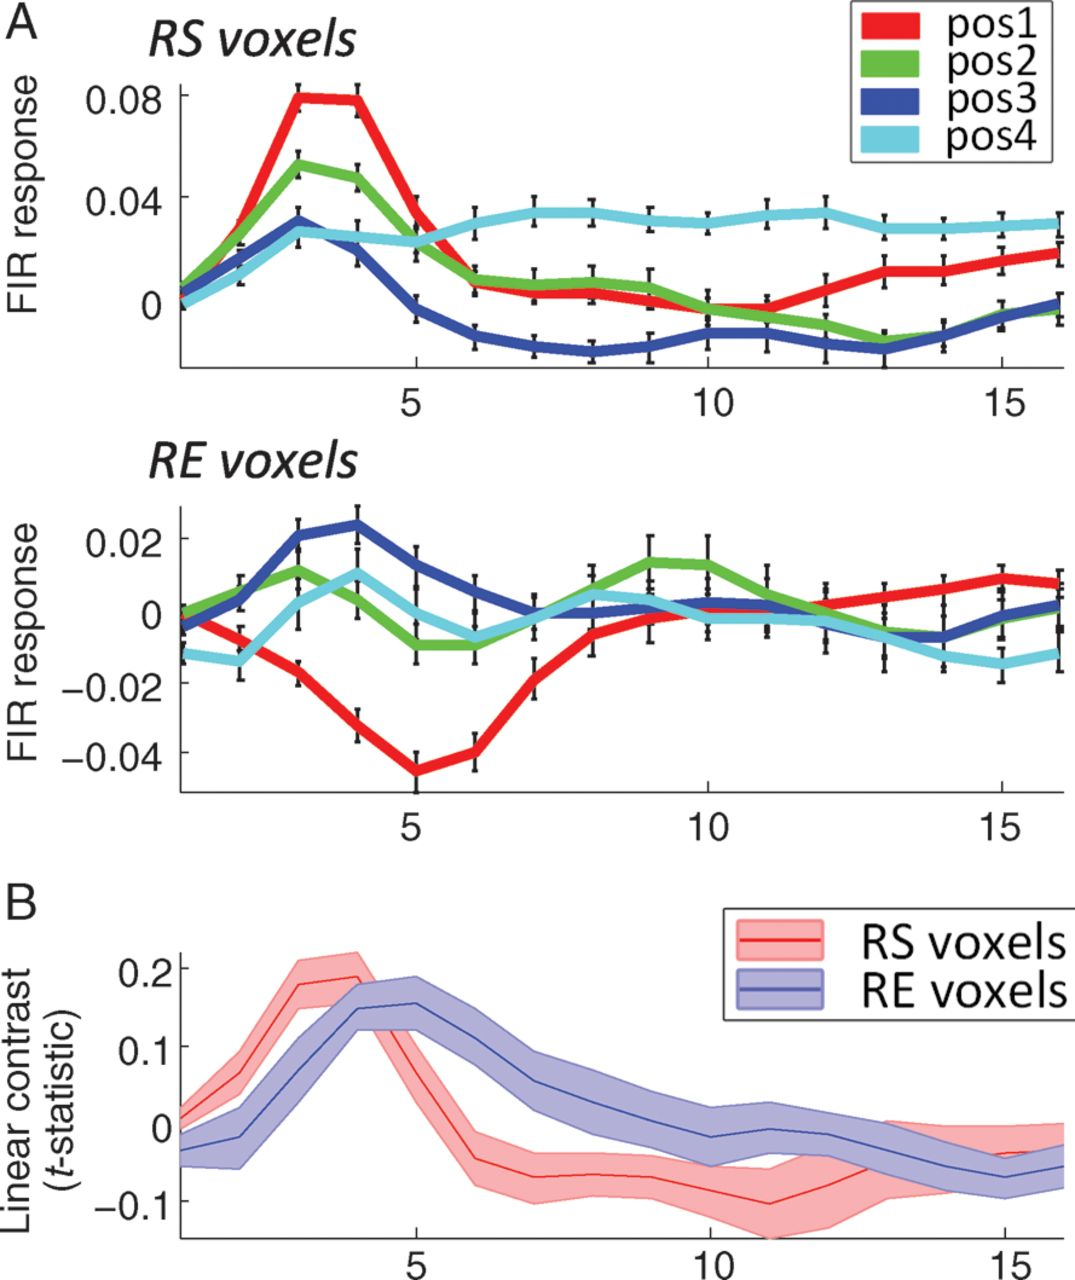 A
RS voxels
pos1
pos2
pos3
pos4
FIR response
0.08
0.04
0
5
10
15
RE voxels
FIR response
0.02
0
−0.02
−0.04
5
10
15
B
RS voxels
RE voxels
Linear contrast
(t-statistic)
0.2
0.1
0
−0.1
5
10
15